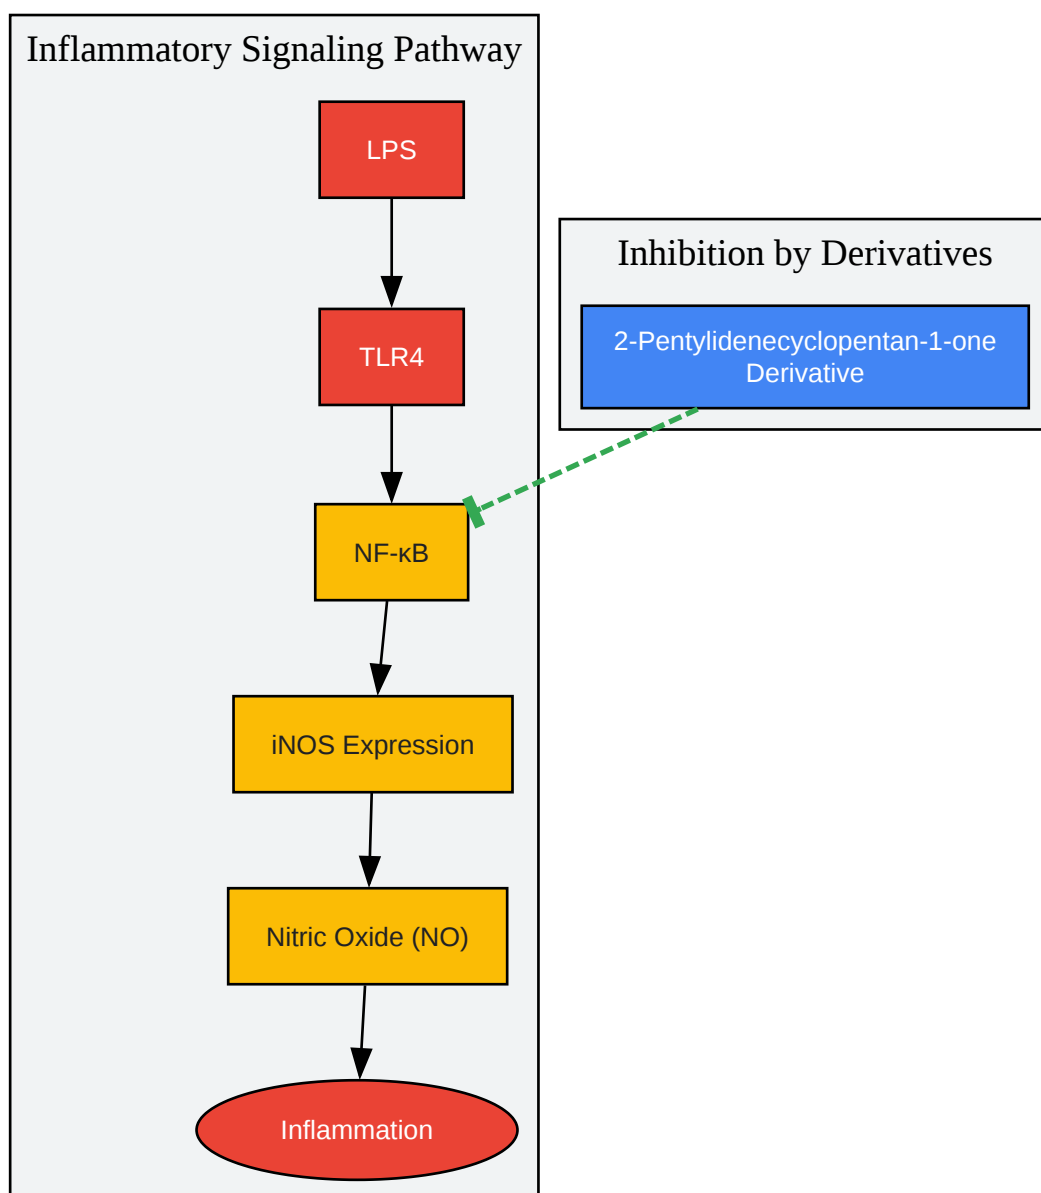 Inflammatory Signaling Pathway
LPS
TLR4
NF-κB
iNOS Expression
Nitric Oxide (NO)
Inflammation
Inhibition by Derivatives
2-Pentylidenecyclopentan-1-one
Derivative